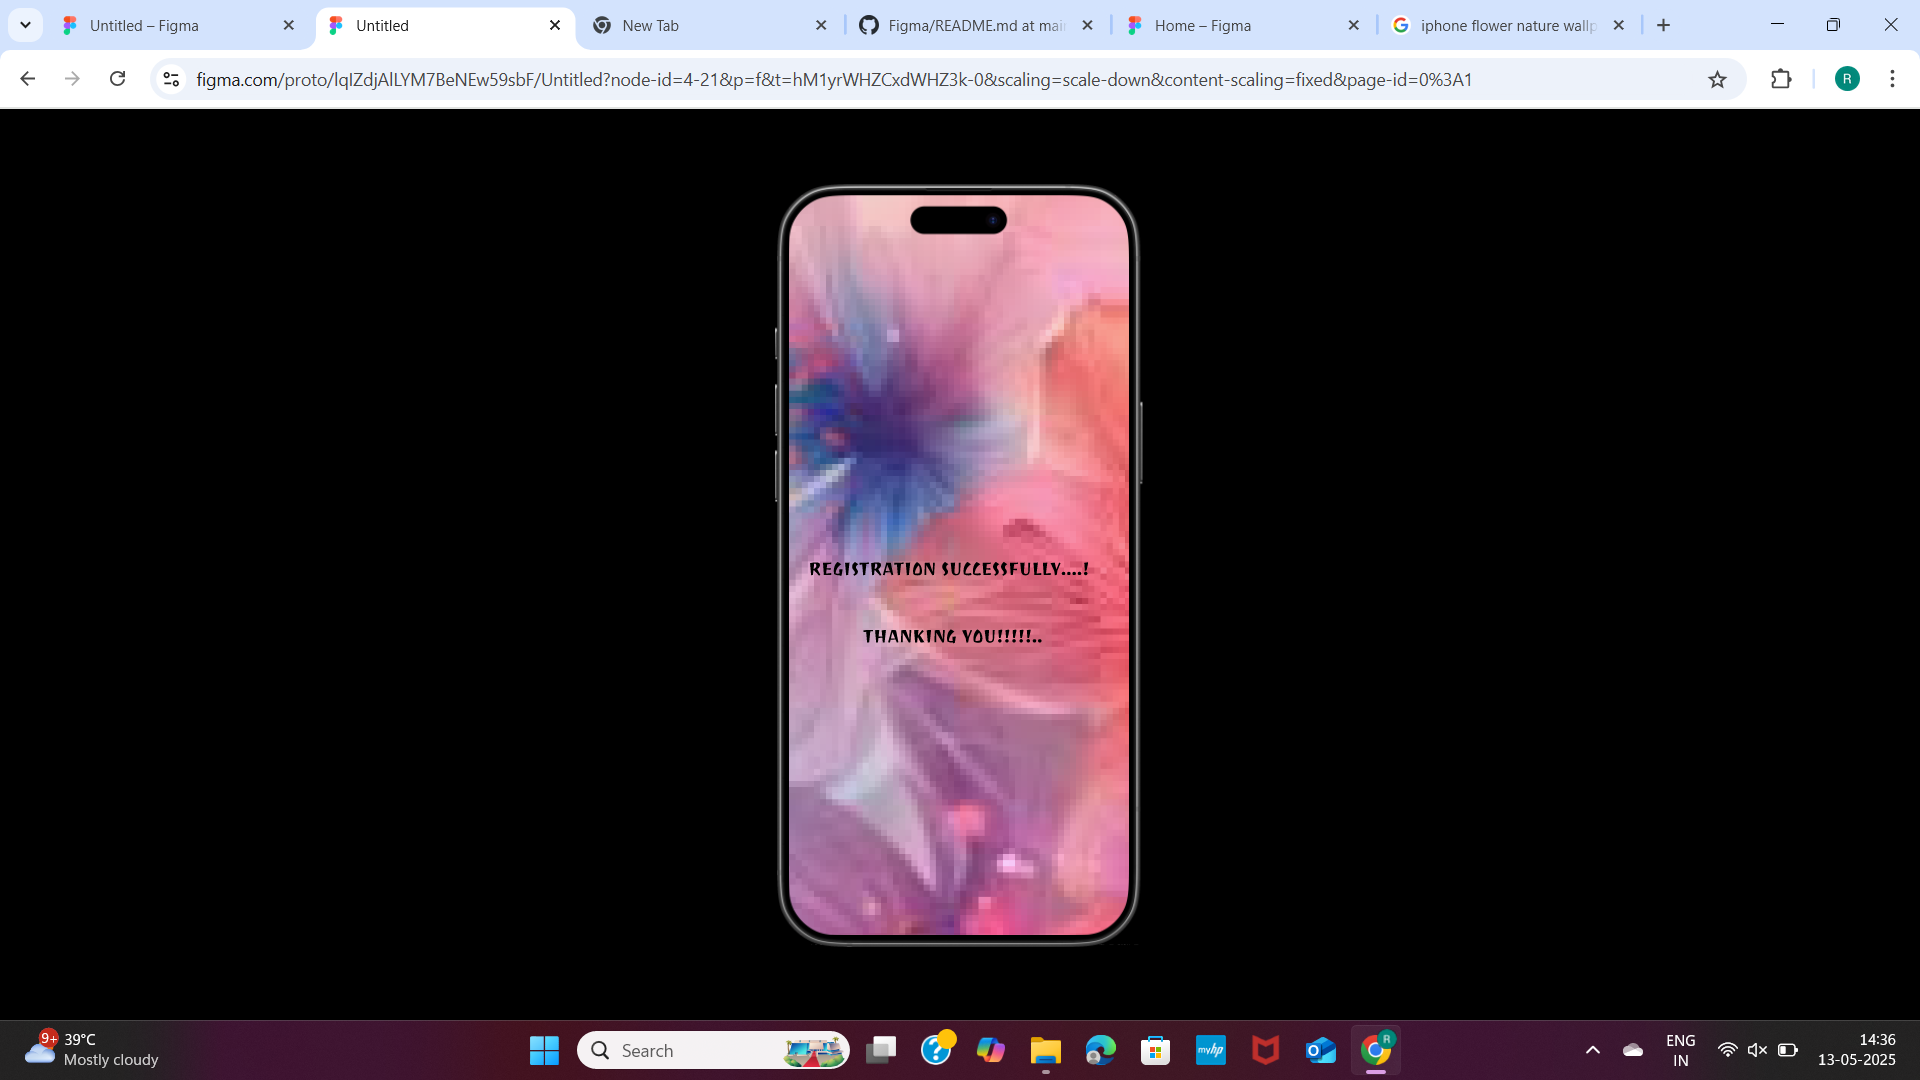 Untitled – Figma
Untitled
New Tab
Figma/README.md at mai
Home – Figma
iphone flower nature wallp
figma.com/proto/lqIZdjAlLYM7BeNEw59sbF/Untitled?node-id=4-21&p=f&t=hM1yrWHZCxdWHZ3k-0&scaling=scale-down&content-scaling=fixed&page-id=0%3A1
R
REGISTRATION SUCCESSFULLY....!
THANKING YOU!!!!!..
9+
39°C
Mostly cloudy
Search
myhp
R
ENG
IN
14:36
13-05-2025